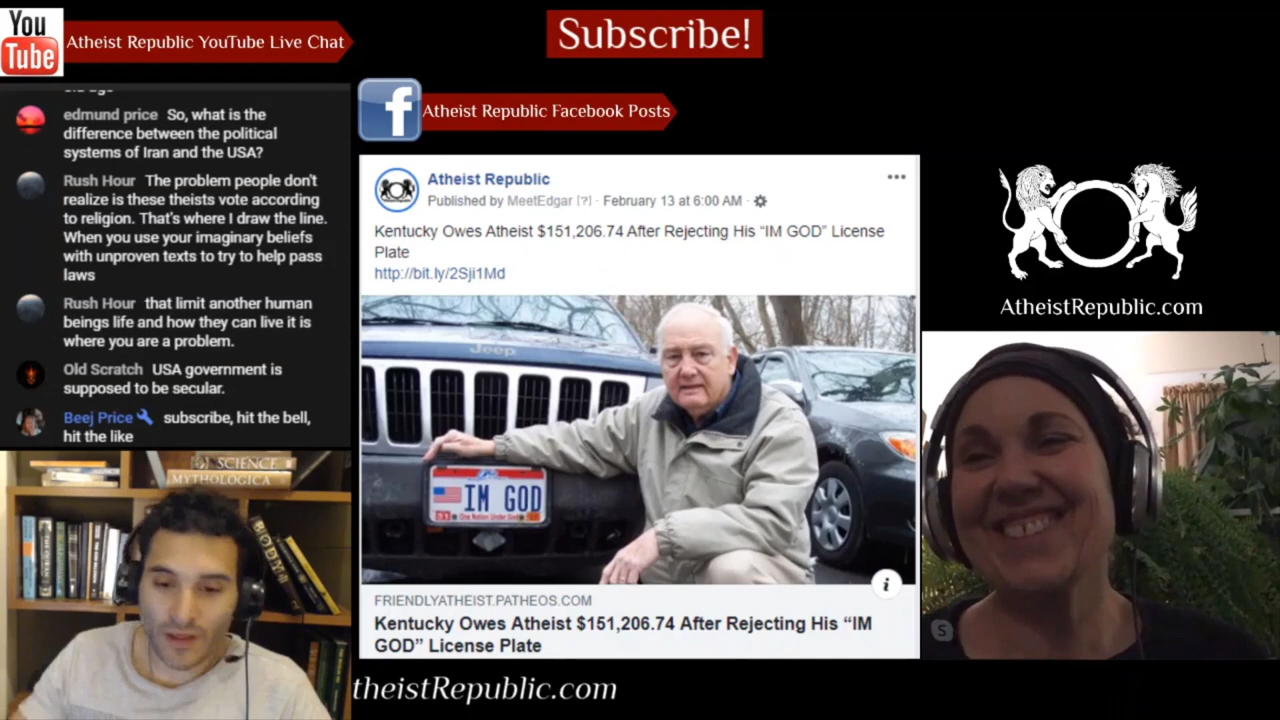 You
Tube
Atheist Republic YouTube Live Chat
Subscribe!
edmund price So, what is the
difference between the political
systems of Iran and the USA?
Rush Hour The problem people don't
realize is these theists vote according
to religion. That's where I draw the line.
When you use your imaginary beliefs
with unproven texts to try to help pass
laws
Rush Hour that limit another human
beings life and how they can live it is
where you are a problem.
Old Scratch USA government is
supposed to be secular.
Beej Price subscribe, hit the bell,
hit the like
f
Atheist Republic Facebook Posts
Atheist Republic
Published by MeetEdgar [?] · February 13 at 6:00 AM ·
Kentucky Owes Atheist $151,206.74 After Rejecting His “IM GOD” License
Plate
http://bit.ly/2Sji1Md
Jeep
IM GOD
One Nation Under God
i
FRIENDLYATHEIST.PATHEOS.COM
Kentucky Owes Atheist $151,206.74 After Rejecting His “IM
GOD” License Plate
AtheistRepublic.com
S
SCIENCE
MYTHOLOGICA
BODY
theistRepublic.com